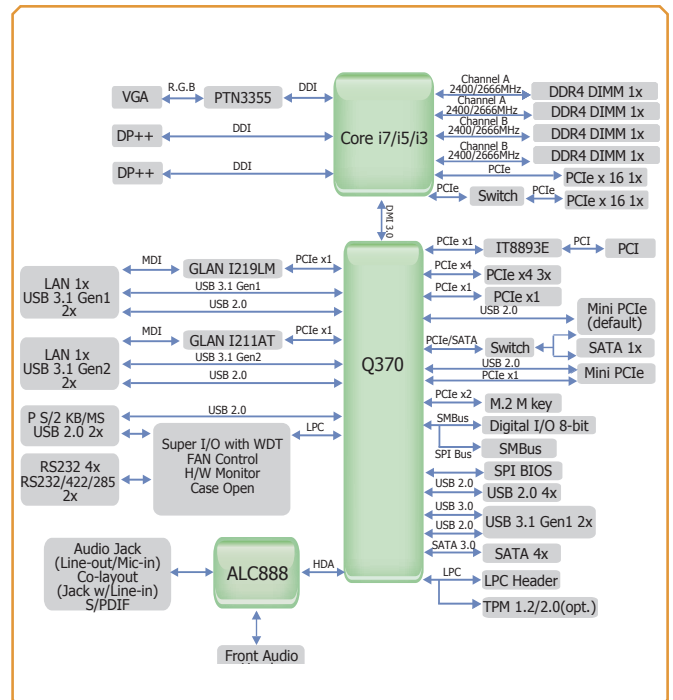 VGA
R.G.B
PTN3355
DDI
DP++
DDI
DP++
DDI
Core i7/i5/i3
Channel A
2400/2666MHz
DDR4 DIMM 1x
Channel A
2400/2666MHz
DDR4 DIMM 1x
Channel B
2400/2666MHz
DDR4 DIMM 1x
Channel B
2400/2666MHz
DDR4 DIMM 1x
PCIe
PCIe x 16 1x
PCIe
Switch
PCIe
PCIe x 16 1x
DMI 3.0
LAN 1x
USB 3.1 Gen1
2x
MDI
GLAN I219LM
PCIe x1
USB 3.1 Gen1
USB 2.0
LAN 1x
USB 3.1 Gen2
2x
MDI
GLAN I211AT
PCIe x1
USB 3.1 Gen2
USB 2.0
P S/2 KB/MS
USB 2.0 2x
USB 2.0
LPC
Super I/O with WDT
FAN Control
H/W Monitor
Case Open
RS232 4x
RS232/422/285
2x
Q370
PCIe x1
IT8893E
PCI
PCI
PCIe x4
PCIe x4 3x
PCIe x1
PCIe x1
USB 2.0
Mini PCIe
(default)
PCIe/SATA
Switch
SATA 1x
USB 2.0
PCIe x1
Mini PCIe
PCIe x2
M.2 M key
SMBus
Digital I/O 8-bit
SPI Bus
SMBus
SPI BIOS
USB 2.0
USB 2.0 4x
USB 3.0
USB 2.0
USB 3.1 Gen1 2x
SATA 3.0
SATA 4x
LPC
LPC Header
TPM 1.2/2.0(opt.)
Audio Jack
(Line-out/Mic-in)
Co-layout
(Jack w/Line-in)
S/PDIF
ALC888
HDA
Front Audio